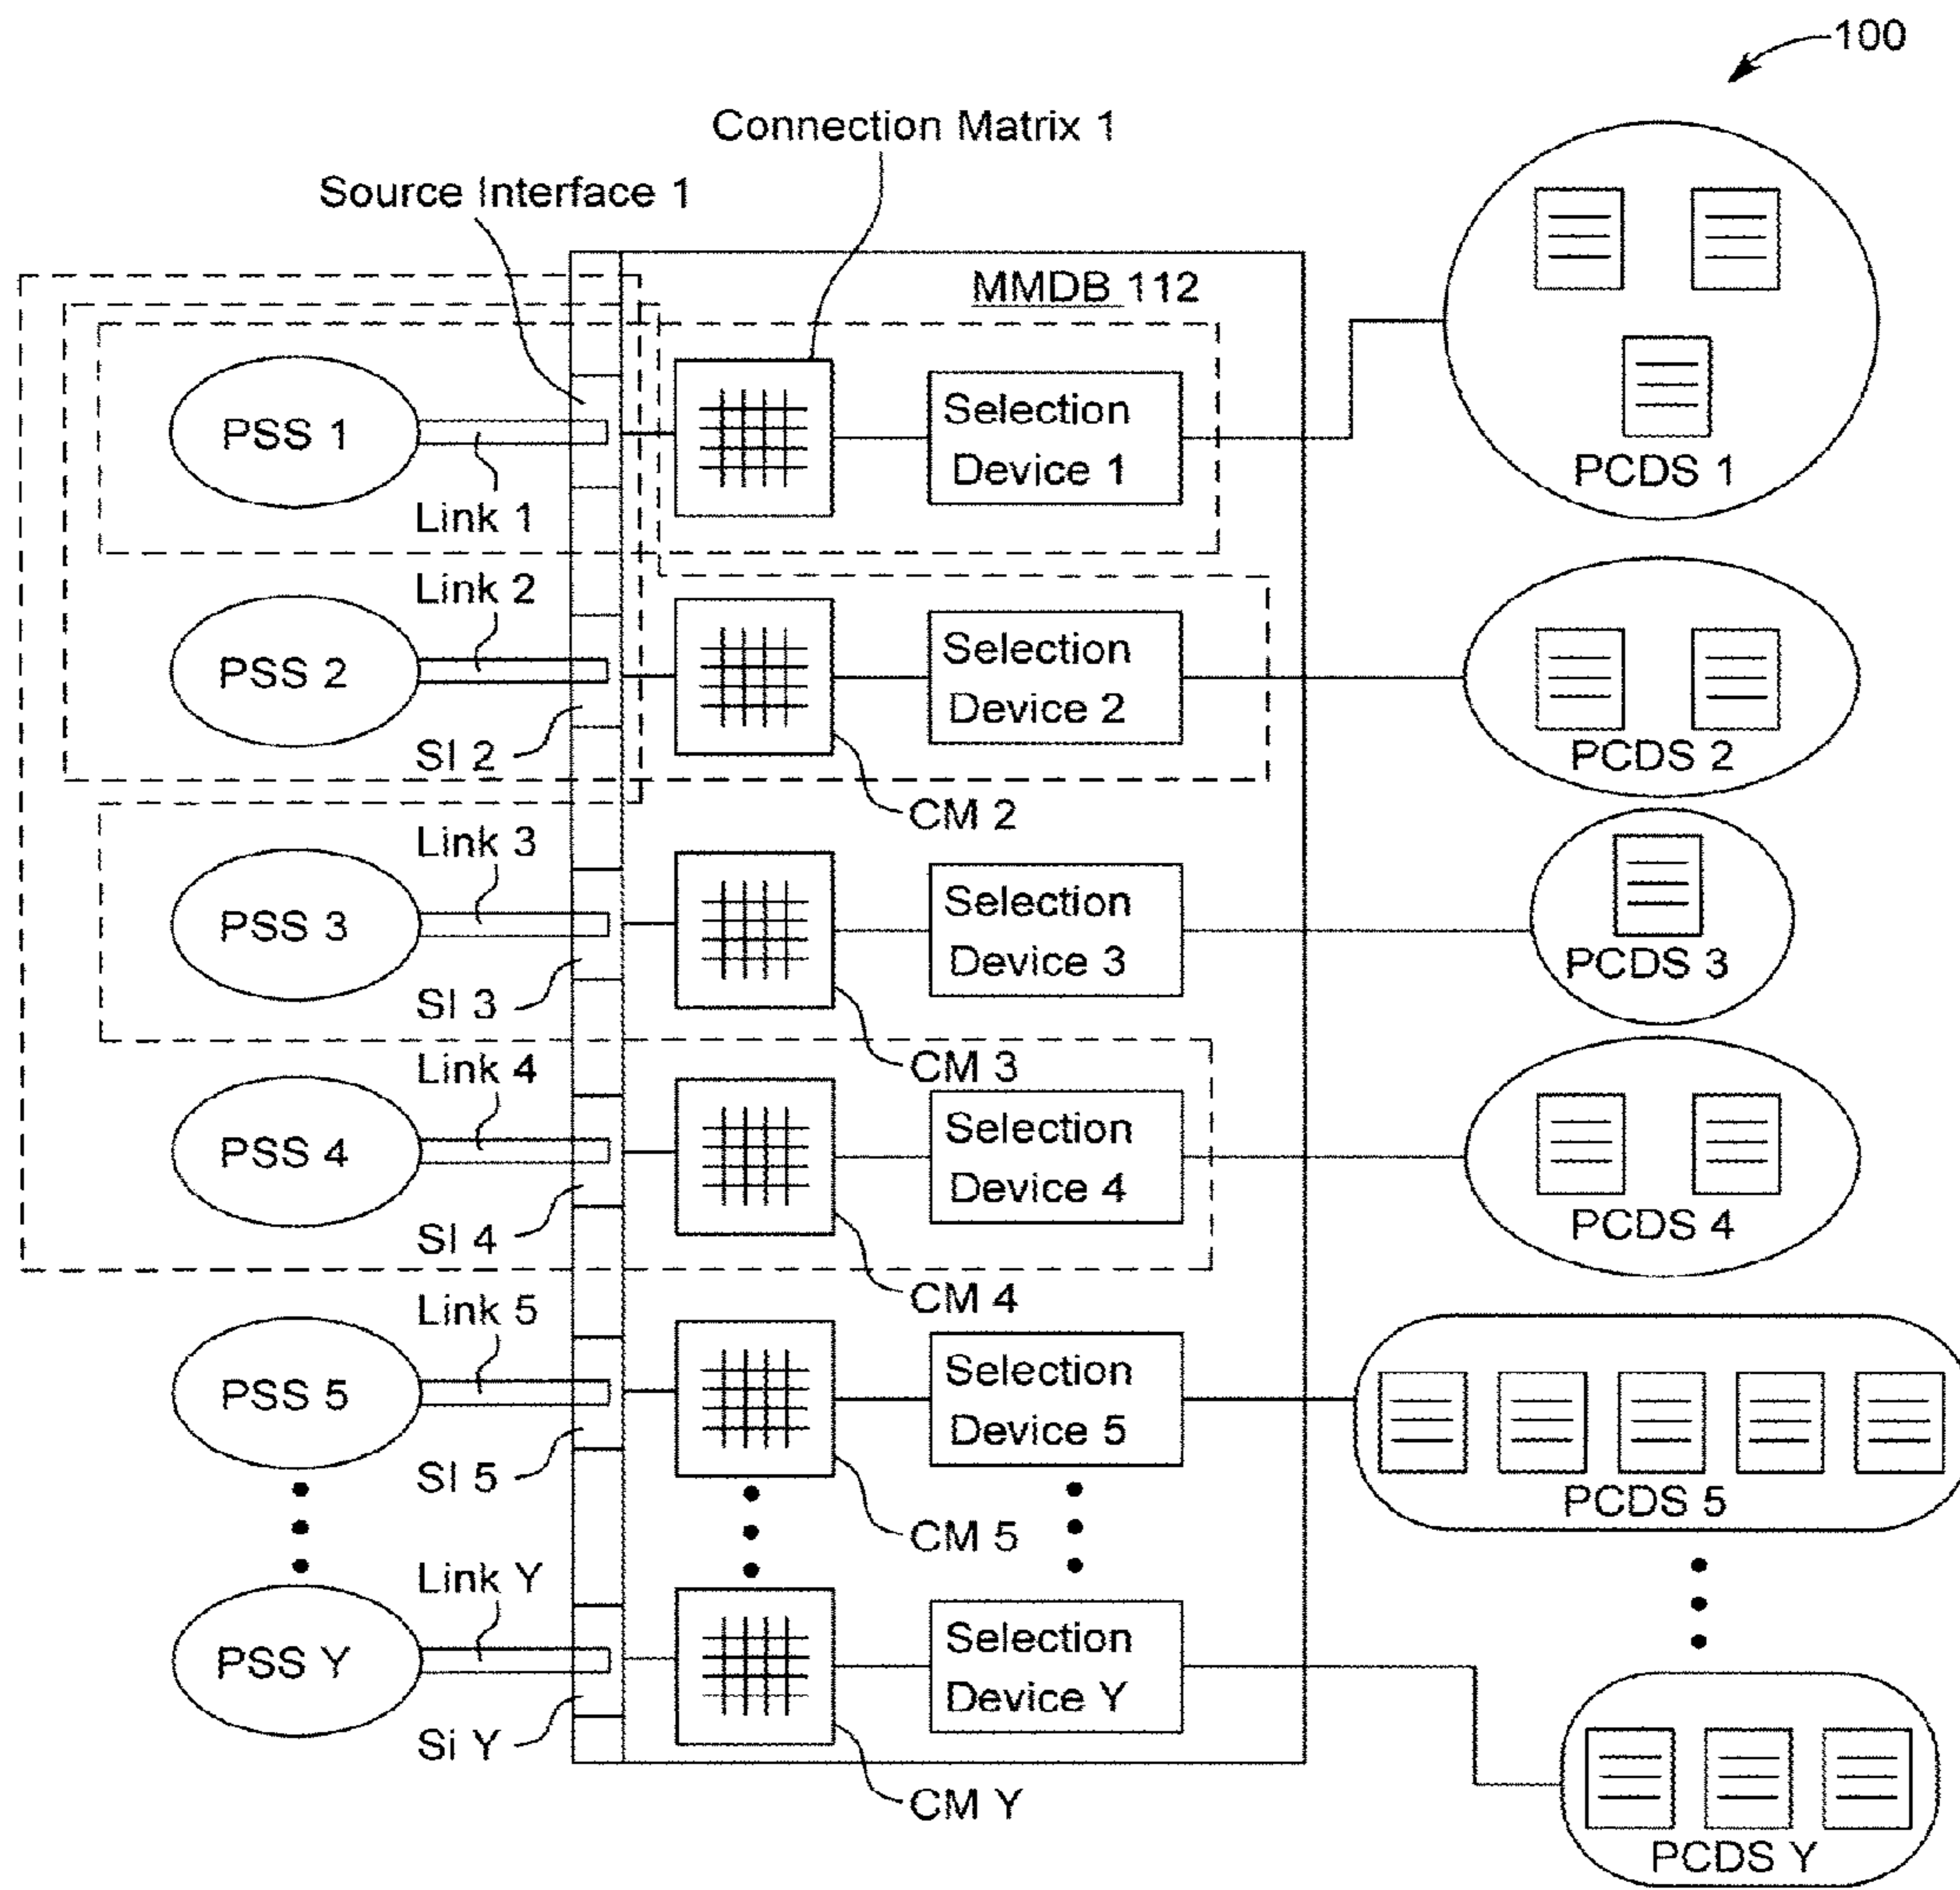 100
Connection Matrix 1
Source Interface 1
MMDB 112
PSS 1
Link 1
Selection
Device 1
PCDS 1
Link 2
PSS 2
SI 2
Selection
Device 2
CM 2
PCDS 2
Link 3
PSS 3
SI 3
Selection
Device 3
CM 3
PCDS 3
Link 4
PSS 4
SI 4
Selection
Device 4
CM 4
PCDS 4
Link 5
PSS 5
SI 5
Selection
Device 5
CM 5
PCDS 5
Link Y
PSS Y
Si Y
Selection
Device Y
CM Y
PCDS Y